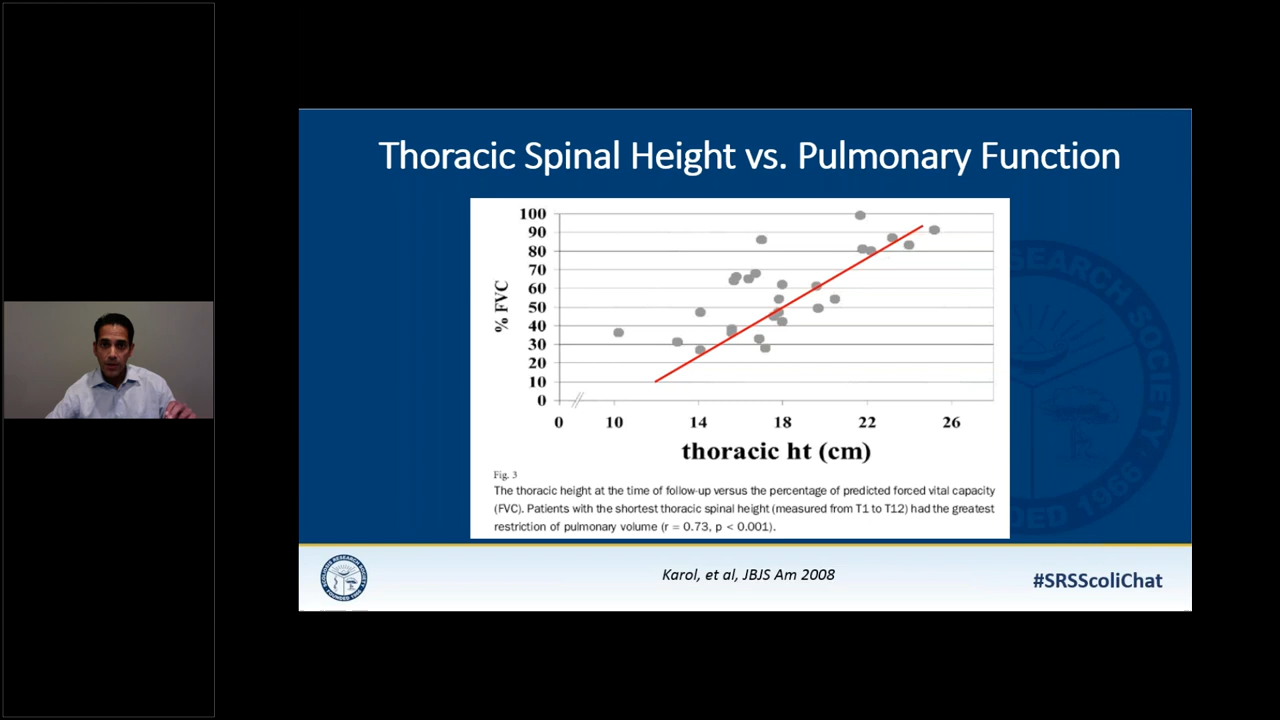 Thoracic Spinal Height vs. Pulmonary Function
100
90
80
70
60
50
40
30
20
10
0
% FVC
0 10 14 18 22 26
thoracic ht (cm)
Fig. 3
The thoracic height at the time of follow-up versus the percentage of predicted forced vital capacity
(FVC). Patients with the shortest thoracic spinal height (measured from T1 to T12) had the greatest
restriction of pulmonary volume (r = 0.73, p < 0.001).
Karol, et al, JBJS Am 2008
#SRSScoliChat
SEARCH SOCIETY
DED 1966